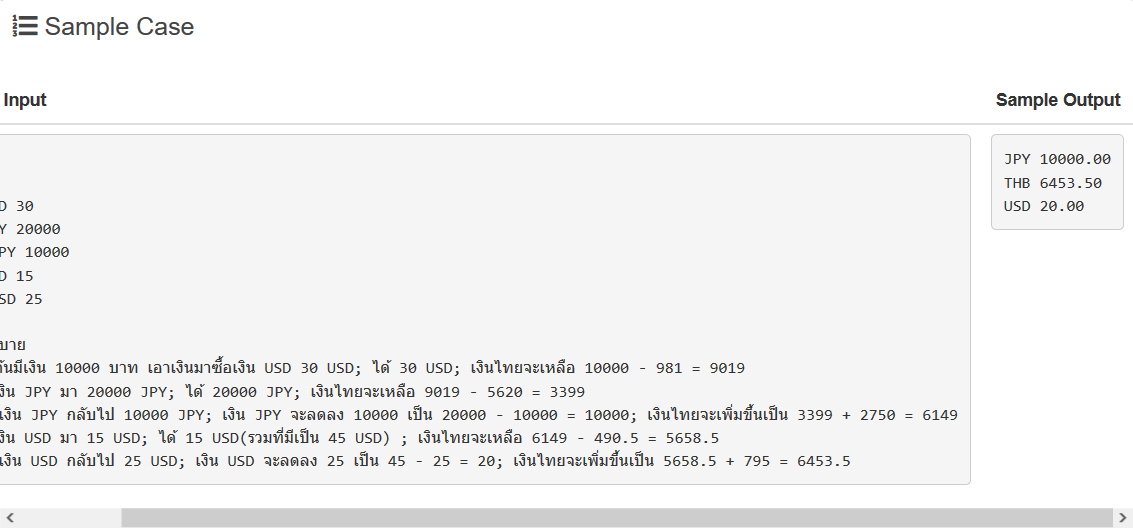 Sample Case
Input
Sample Output
D 30
Y 20000
PY 10000
D 15
SD 25
บาย
้นมีเงิน 10000 บาท เอาเงินมาซื้อเงิน USD 30 USD; ได้ 30 USD; เงินไทยจะเหลือ 10000 - 981 = 9019
งิน JPY มา 20000 JPY; ได้ 20000 JPY; เงินไทยจะเหลือ 9019 - 5620 = 3399
เงิน JPY กลับไป 10000 JPY; เงิน JPY จะลดลง 10000 เป็น 20000 - 10000 = 10000; เงินไทยจะเพิ่มขึ้นเป็น 3399 + 2750 = 6149
งิน USD มา 15 USD; ได้ 15 USD(รวมที่มีเป็น 45 USD) ; เงินไทยจะเหลือ 6149 - 490.5 = 5658.5
เงิน USD กลับไป 25 USD; เงิน USD จะลดลง 25 เป็น 45 - 25 = 20; เงินไทยจะเพิ่มขึ้นเป็น 5658.5 + 795 = 6453.5
JPY 10000.00
THB 6453.50
USD 20.00